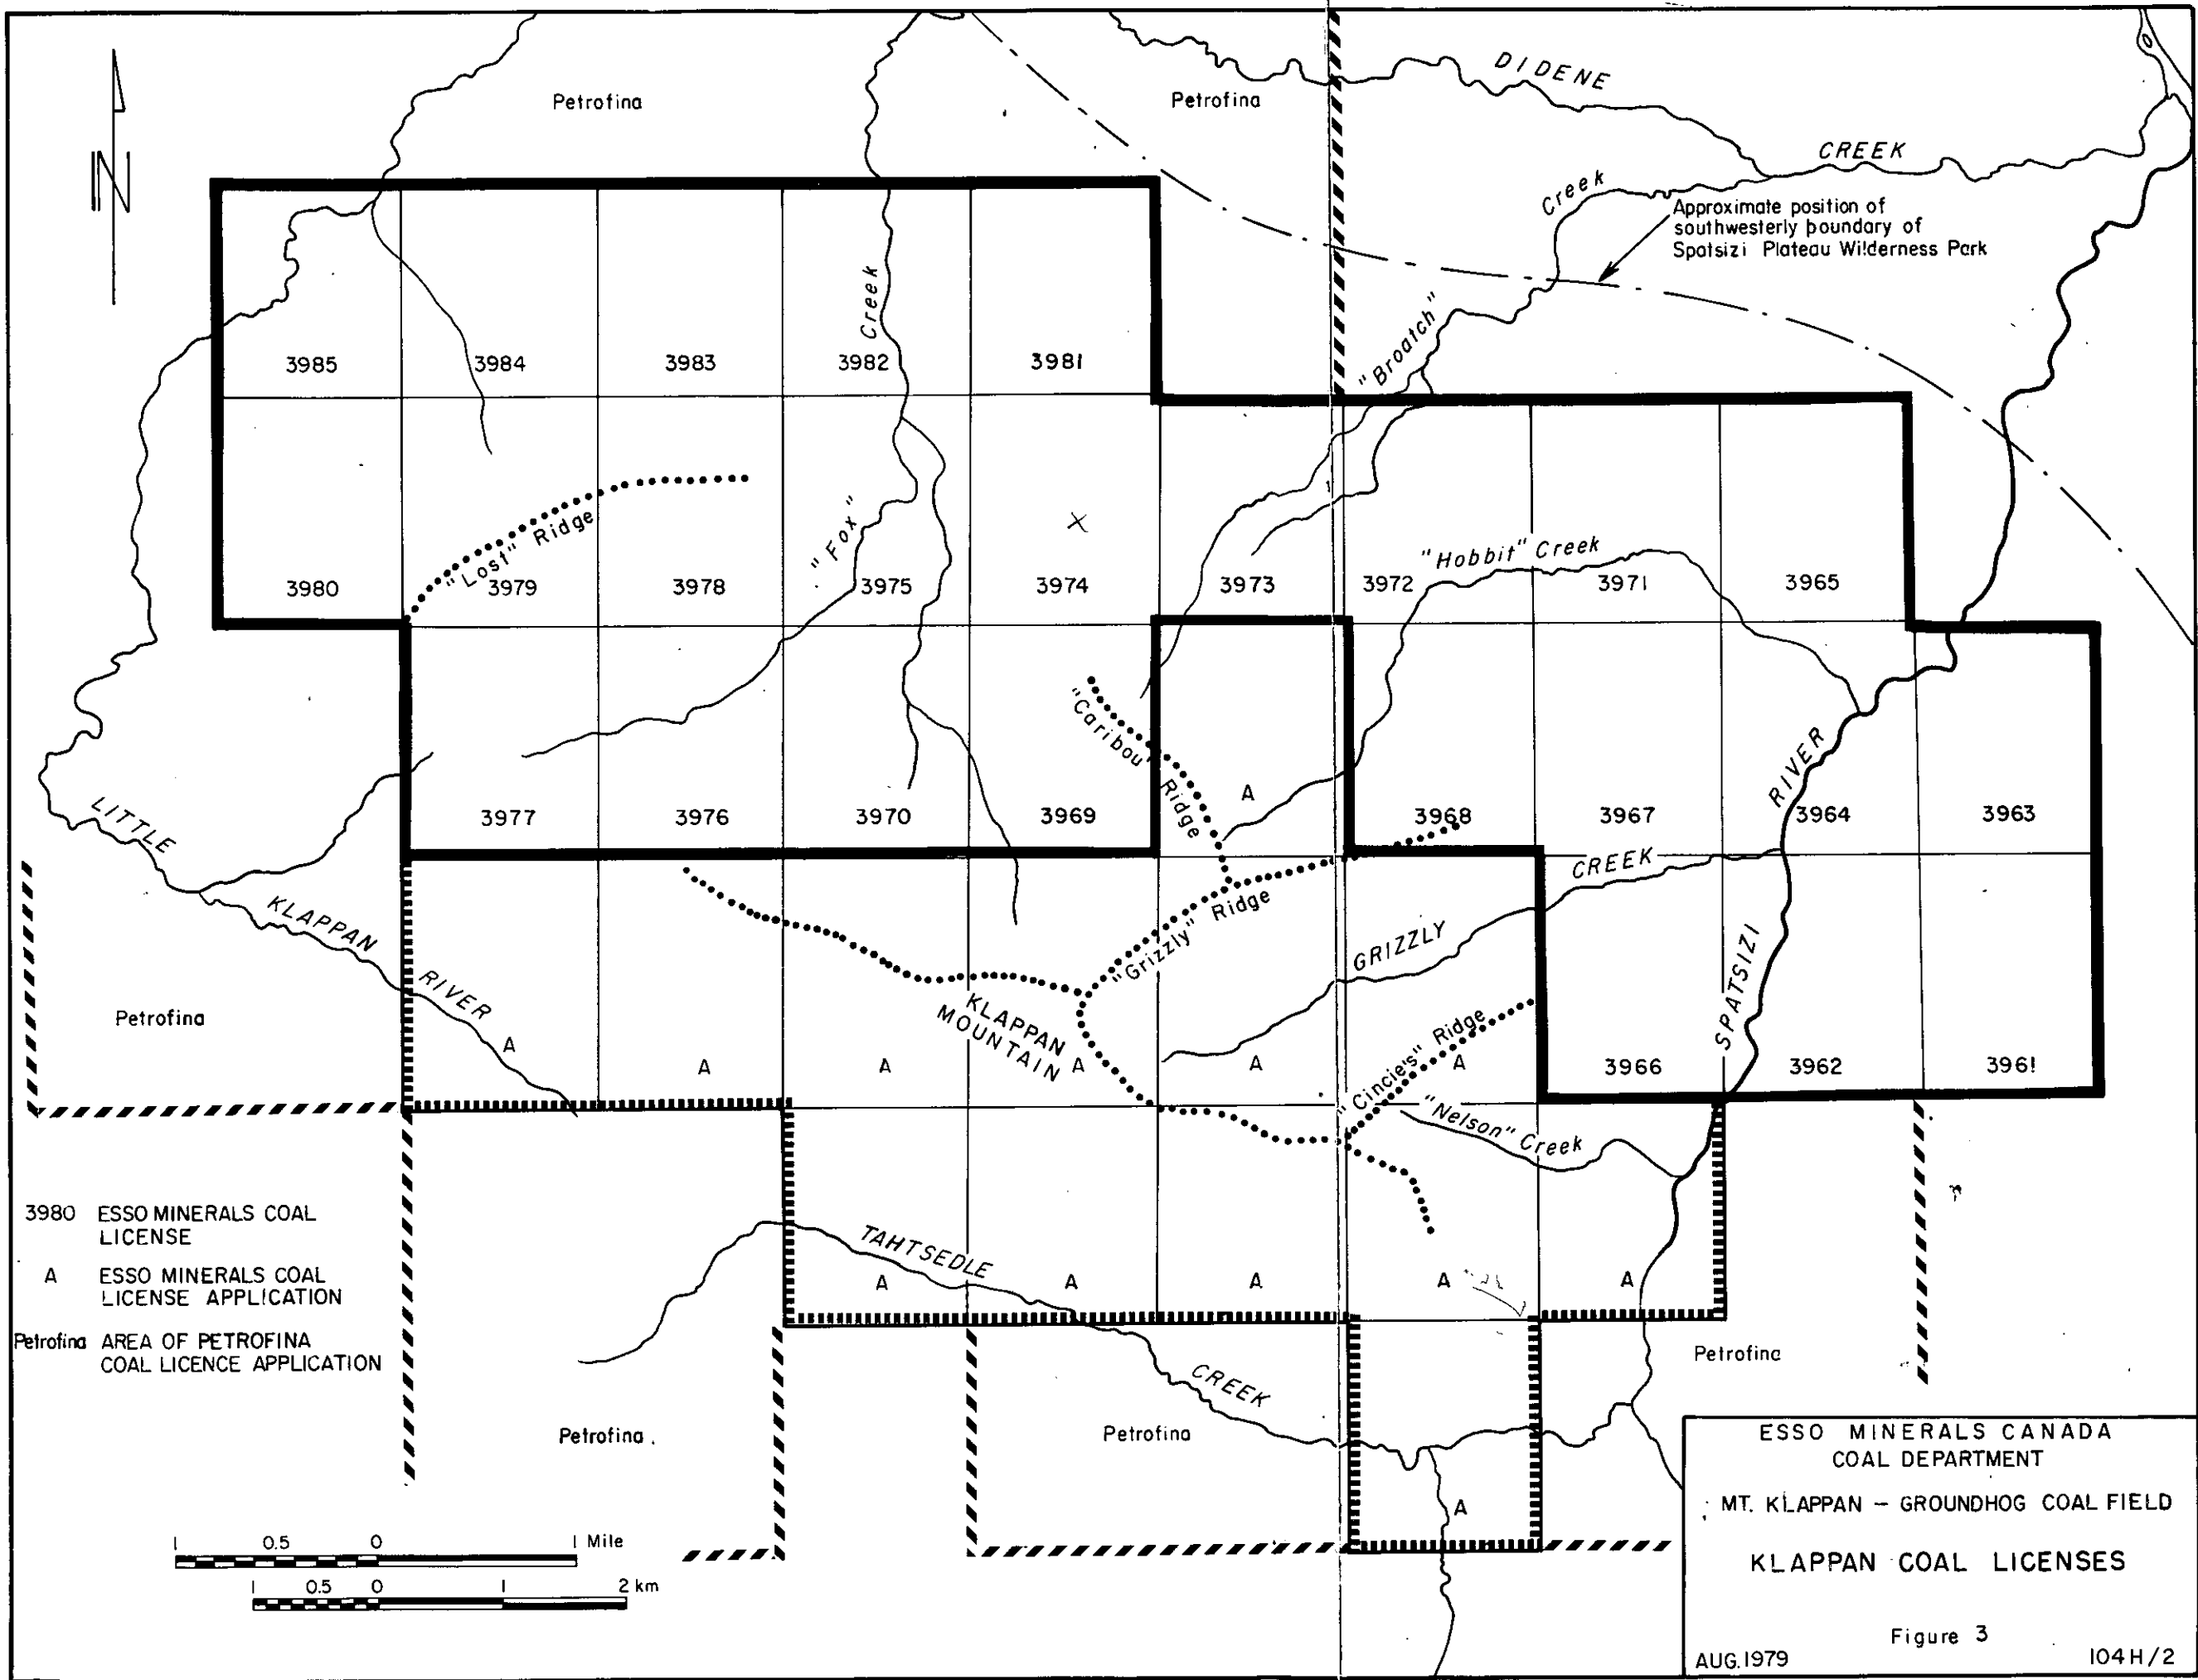 N
Petrofina
Petrofina
DIDENE
CREEK
Creek
"Broatch"
Approximate position of
southwesterly boundary of
Spatsizi Plateau Wilderness Park
Creek
3985
3984
3983
3982
3981
"Lost" Ridge
"Fox"
"Hobbit" Creek
3980
3979
3978
3975
3974
3973
3972
3971
3965
"Caribou" Ridge
RIVER
LITTLE
A
3977
3976
3970
3969
3968
3967
3964
3963
CREEK
KLAPPAN
RIVER
"Grizzly" Ridge
GRIZZLY
SPATSIZI
KLAPPAN
MOUNTAIN
Petrofina
"Cincie's" Ridge
A
A
A
A
A
A
3966
3962
3961
"Nelson" Creek
3980 ESSO MINERALS COAL
LICENSE
A ESSO MINERALS COAL
LICENSE APPLICATION
Petrofina AREA OF PETROFINA
COAL LICENCE APPLICATION
TAHTSEDLE
CREEK
A
A
A
A
A
Petrofina
Petrofina
Petrofina
A
1 0.5 0 1 Mile
1 0.5 0 1 2 km
ESSO MINERALS CANADA
COAL DEPARTMENT
MT. KLAPPAN – GROUNDHOG COAL FIELD
KLAPPAN COAL LICENSES
Figure 3
AUG. 1979 104 H/2